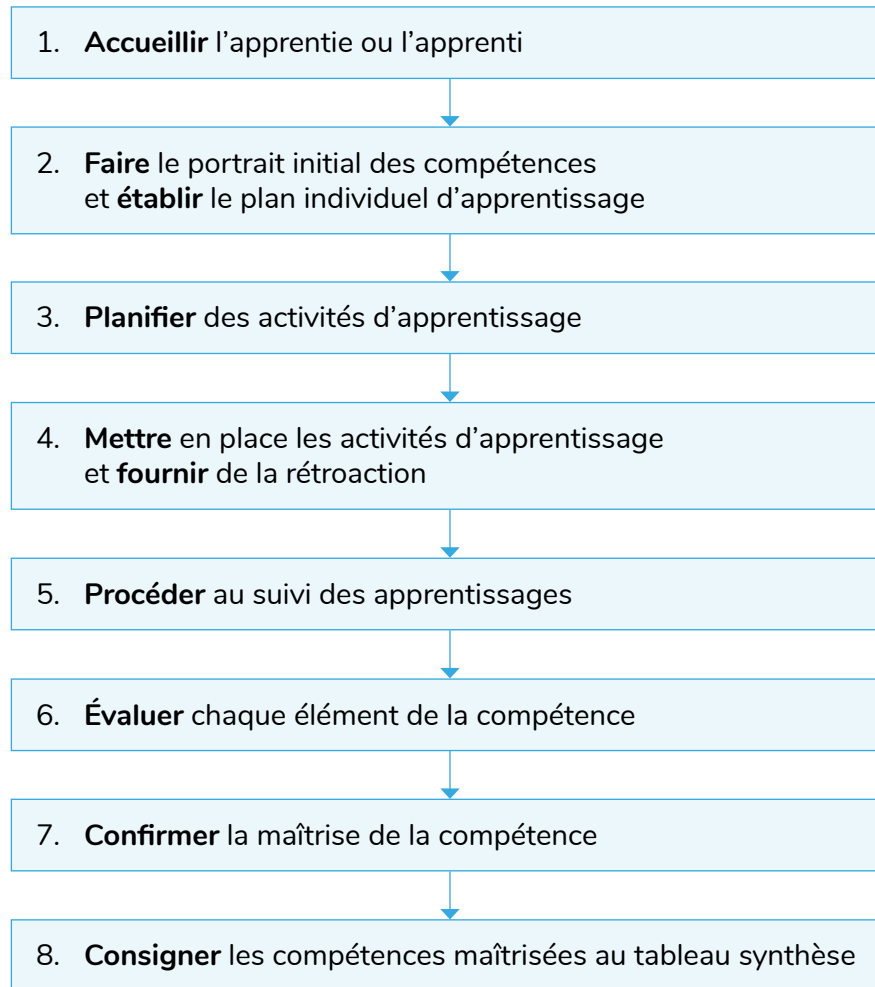 1. Accueillir l’apprentie ou l’apprenti
2. Faire le portrait initial des compétences
et établir le plan individuel d’apprentissage
3. Planifier des activités d’apprentissage
4. Mettre en place les activités d’apprentissage
et fournir de la rétroaction
5. Procéder au suivi des apprentissages
6. Évaluer chaque élément de la compétence
7. Confirmer la maîtrise de la compétence
8. Consigner les compétences maîtrisées au tableau synthèse